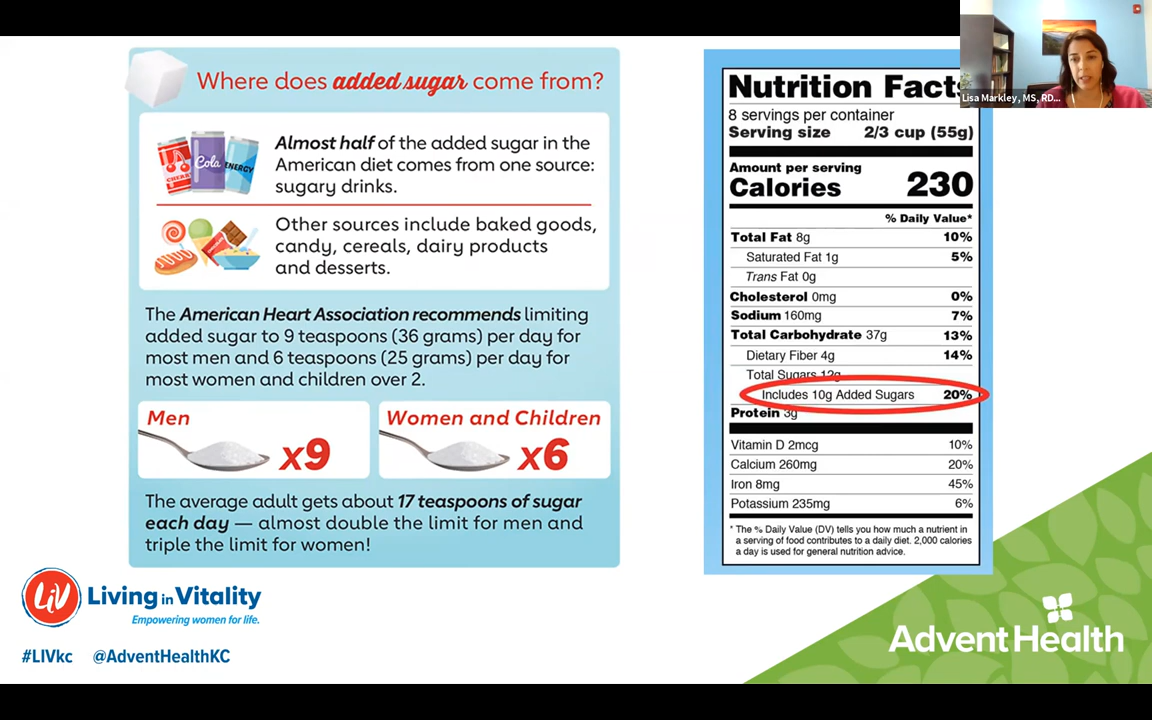 Where does added sugar come from?
CHERRY
Cola
ENERGY
Almost half of the added sugar in the
American diet comes from one source:
sugary drinks.
Other sources include baked goods,
candy, cereals, dairy products
and desserts.
The American Heart Association recommends limiting
added sugar to 9 teaspoons (36 grams) per day for
most men and 6 teaspoons (25 grams) per day for
most women and children over 2.
Men
x9
Women and Children
x6
The average adult gets about 17 teaspoons of sugar
each day — almost double the limit for men and
triple the limit for women!
LiV Living in Vitality
Empowering women for life.
#LIVkc @AdventHealthKC
Nutrition Facts
8 servings per container
Serving size 2/3 cup (55g)
Amount per serving
Calories 230
% Daily Value*
Total Fat 8g 10%
Saturated Fat 1g 5%
Trans Fat 0g
Cholesterol 0mg 0%
Sodium 160mg 7%
Total Carbohydrate 37g 13%
Dietary Fiber 4g 14%
Total Sugars 12g
Includes 10g Added Sugars 20%
Protein 3g
Vitamin D 2mcg 10%
Calcium 260mg 20%
Iron 8mg 45%
Potassium 235mg 6%
* The % Daily Value (DV) tells you how much a nutrient in
a serving of food contributes to a daily diet. 2,000 calories
a day is used for general nutrition advice.
Lisa Markley, MS, RD...
Advent Health